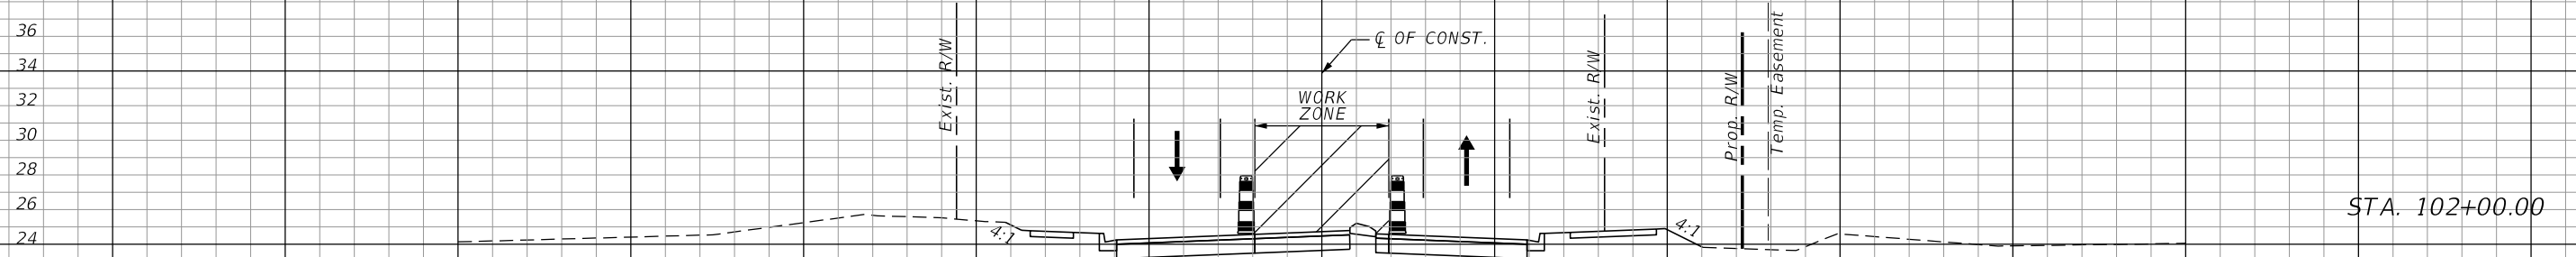 36
34
32
30
28
26
24
Exist. R/W
℄ OF CONST.
WORK
ZONE
Exist. R/W
Prop. R/W
Temp. Easement
4:1
4:1
STA. 102+00.00